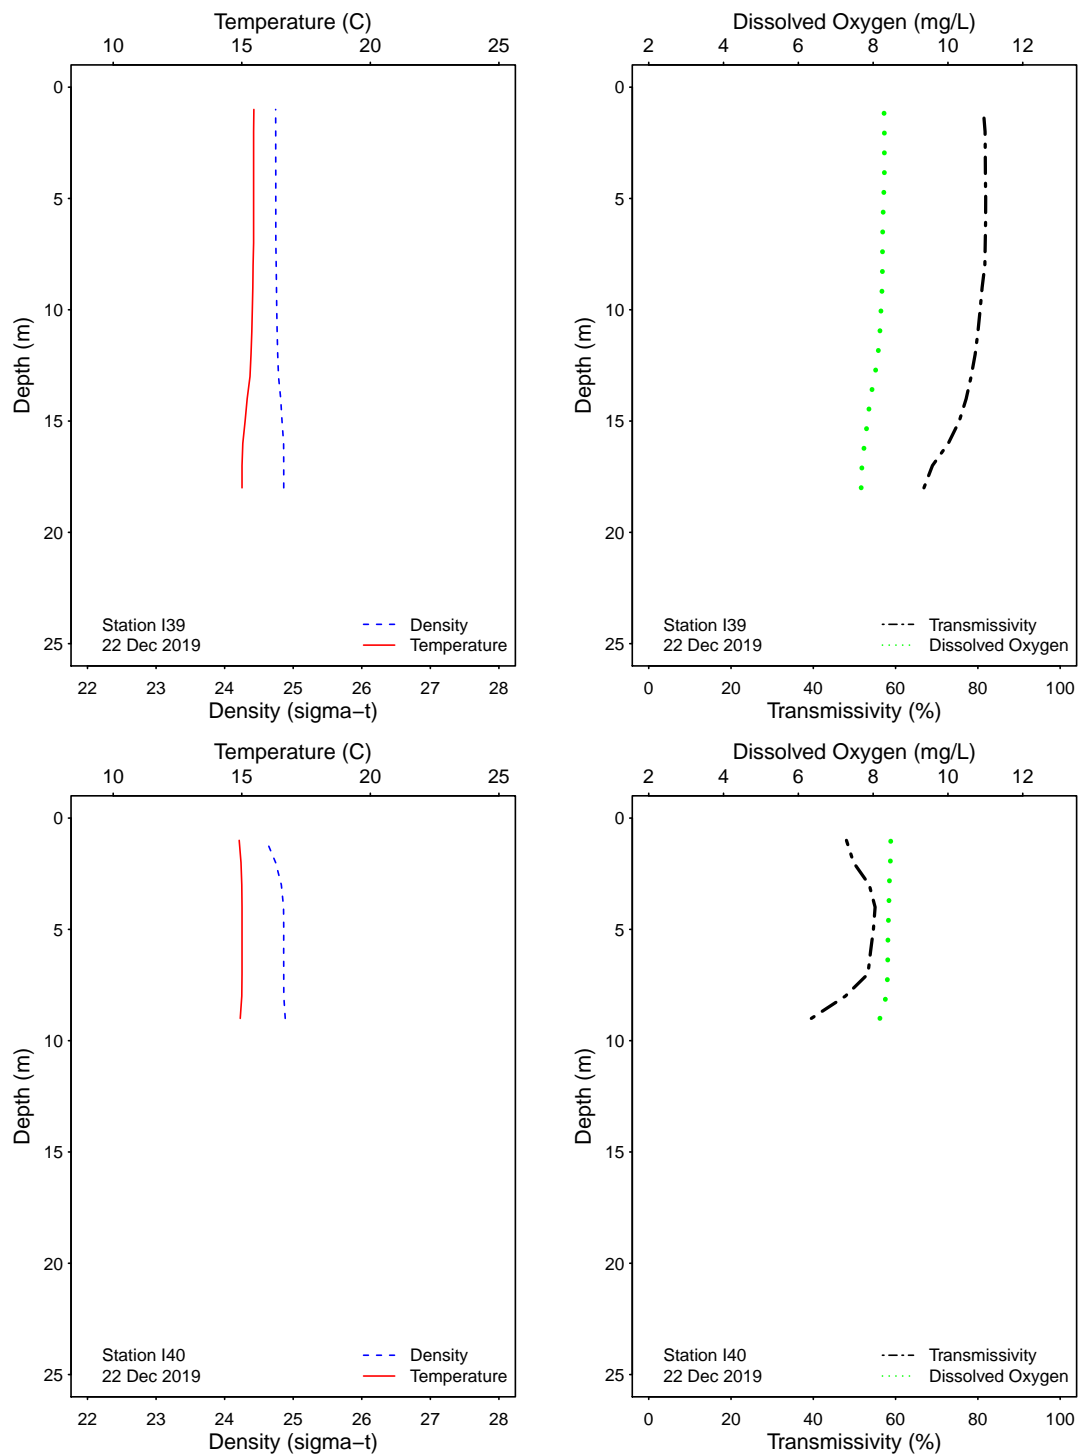 Temperature (C)
10 15 20 25
0
5
10
15
20
25
Depth (m)
Station I39
22 Dec 2019
Density
Temperature
22 23 24 25 26 27 28
Density (sigma−t)
Dissolved Oxygen (mg/L)
2 4 6 8 10 12
0
5
10
15
20
25
Depth (m)
Station I39
22 Dec 2019
Transmissivity
Dissolved Oxygen
0 20 40 60 80 100
Transmissivity (%)
Temperature (C)
10 15 20 25
0
5
10
15
20
25
Depth (m)
Station I40
22 Dec 2019
Density
Temperature
22 23 24 25 26 27 28
Density (sigma−t)
Dissolved Oxygen (mg/L)
2 4 6 8 10 12
0
5
10
15
20
25
Depth (m)
Station I40
22 Dec 2019
Transmissivity
Dissolved Oxygen
0 20 40 60 80 100
Transmissivity (%)